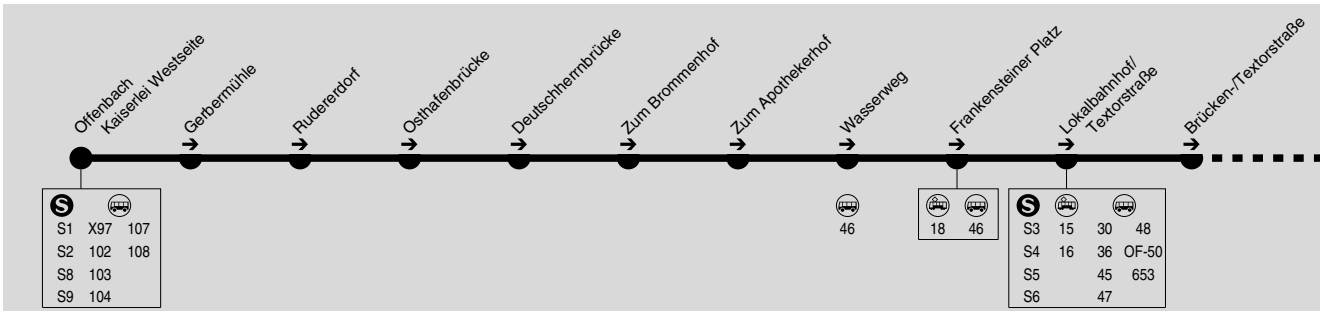 Offenbach
Kaiserlei Westseite
Gerbermühle
Rudererdorf
Osthafenbrücke
Deutschherrnbrücke
Zum Brommenhof
Zum Apothekerhof
Wasserweg
Frankensteiner Platz
Lokalbahnhof/
Textorstraße
Brücken-/Textorstraße
S
S1 X97 107
S2 102 108
S8 103
S9 104
46
18 46
S
S3 15 30 48
S4 16 36 OF-50
S5 45 653
S6 47